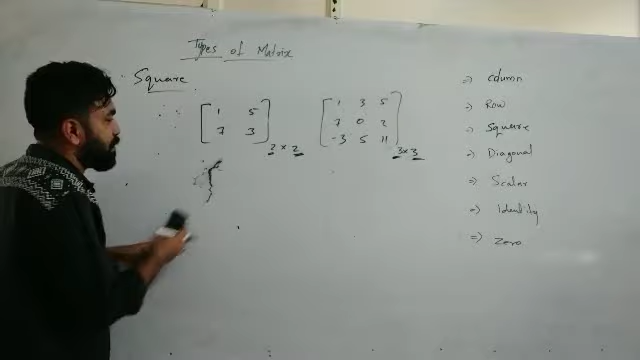 Types of Matrix
Square
1 5
7 3
2 × 2
1 3 5
7 0 2
-3 5 11
3×3
⇒ column
⇒ Row
⇒ Square
⇒ Diagonal
⇒ Scalar
⇒ Identity
⇒ Zero